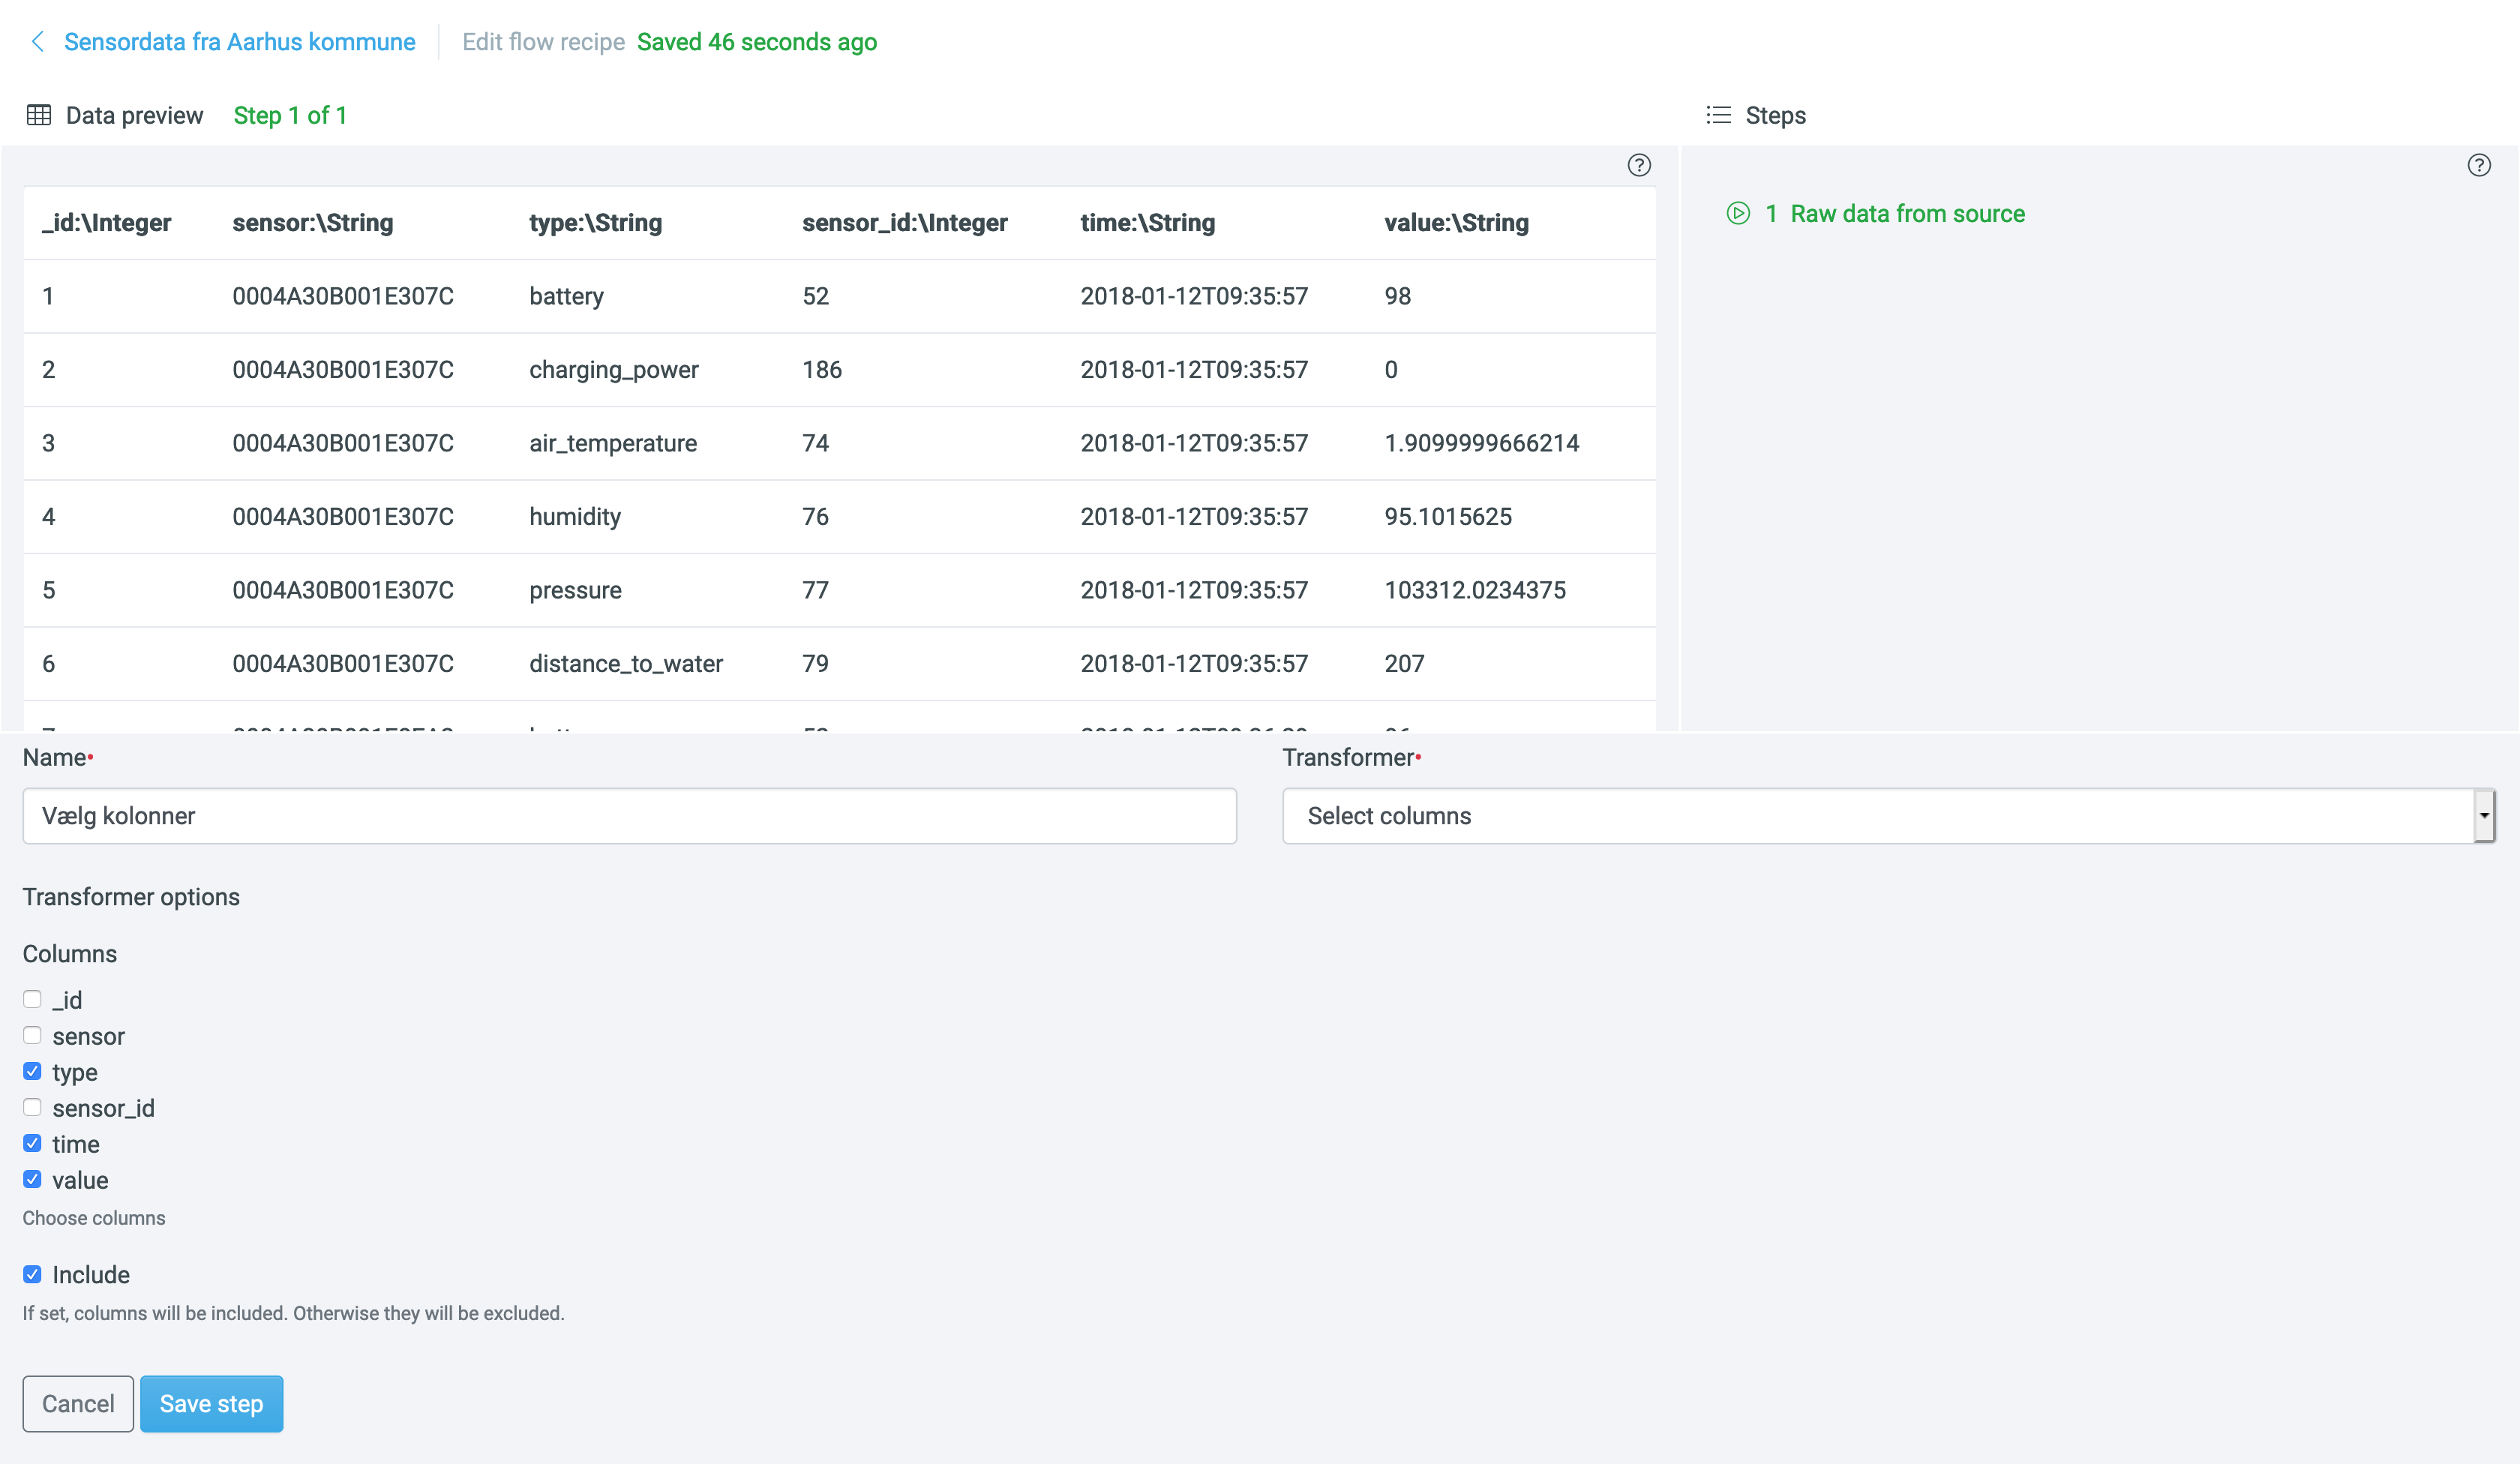 Sensordata fra Aarhus kommune Edit flow recipe Saved 46 seconds ago
Data preview Step 1 of 1
Steps
_id:\Integer sensor:\String type:\String sensor_id:\Integer time:\String value:\String
1 0004A30B001E307C battery 52 2018-01-12T09:35:57 98
2 0004A30B001E307C charging_power 186 2018-01-12T09:35:57 0
3 0004A30B001E307C air_temperature 74 2018-01-12T09:35:57 1.9099999666214
4 0004A30B001E307C humidity 76 2018-01-12T09:35:57 95.1015625
5 0004A30B001E307C pressure 77 2018-01-12T09:35:57 103312.0234375
6 0004A30B001E307C distance_to_water 79 2018-01-12T09:35:57 207
1 Raw data from source
Name•
Vælg kolonner
Transformer•
Select columns
Transformer options
Columns
_id
sensor
type
sensor_id
time
value
Choose columns
Include
If set, columns will be included. Otherwise they will be excluded.
Cancel Save step